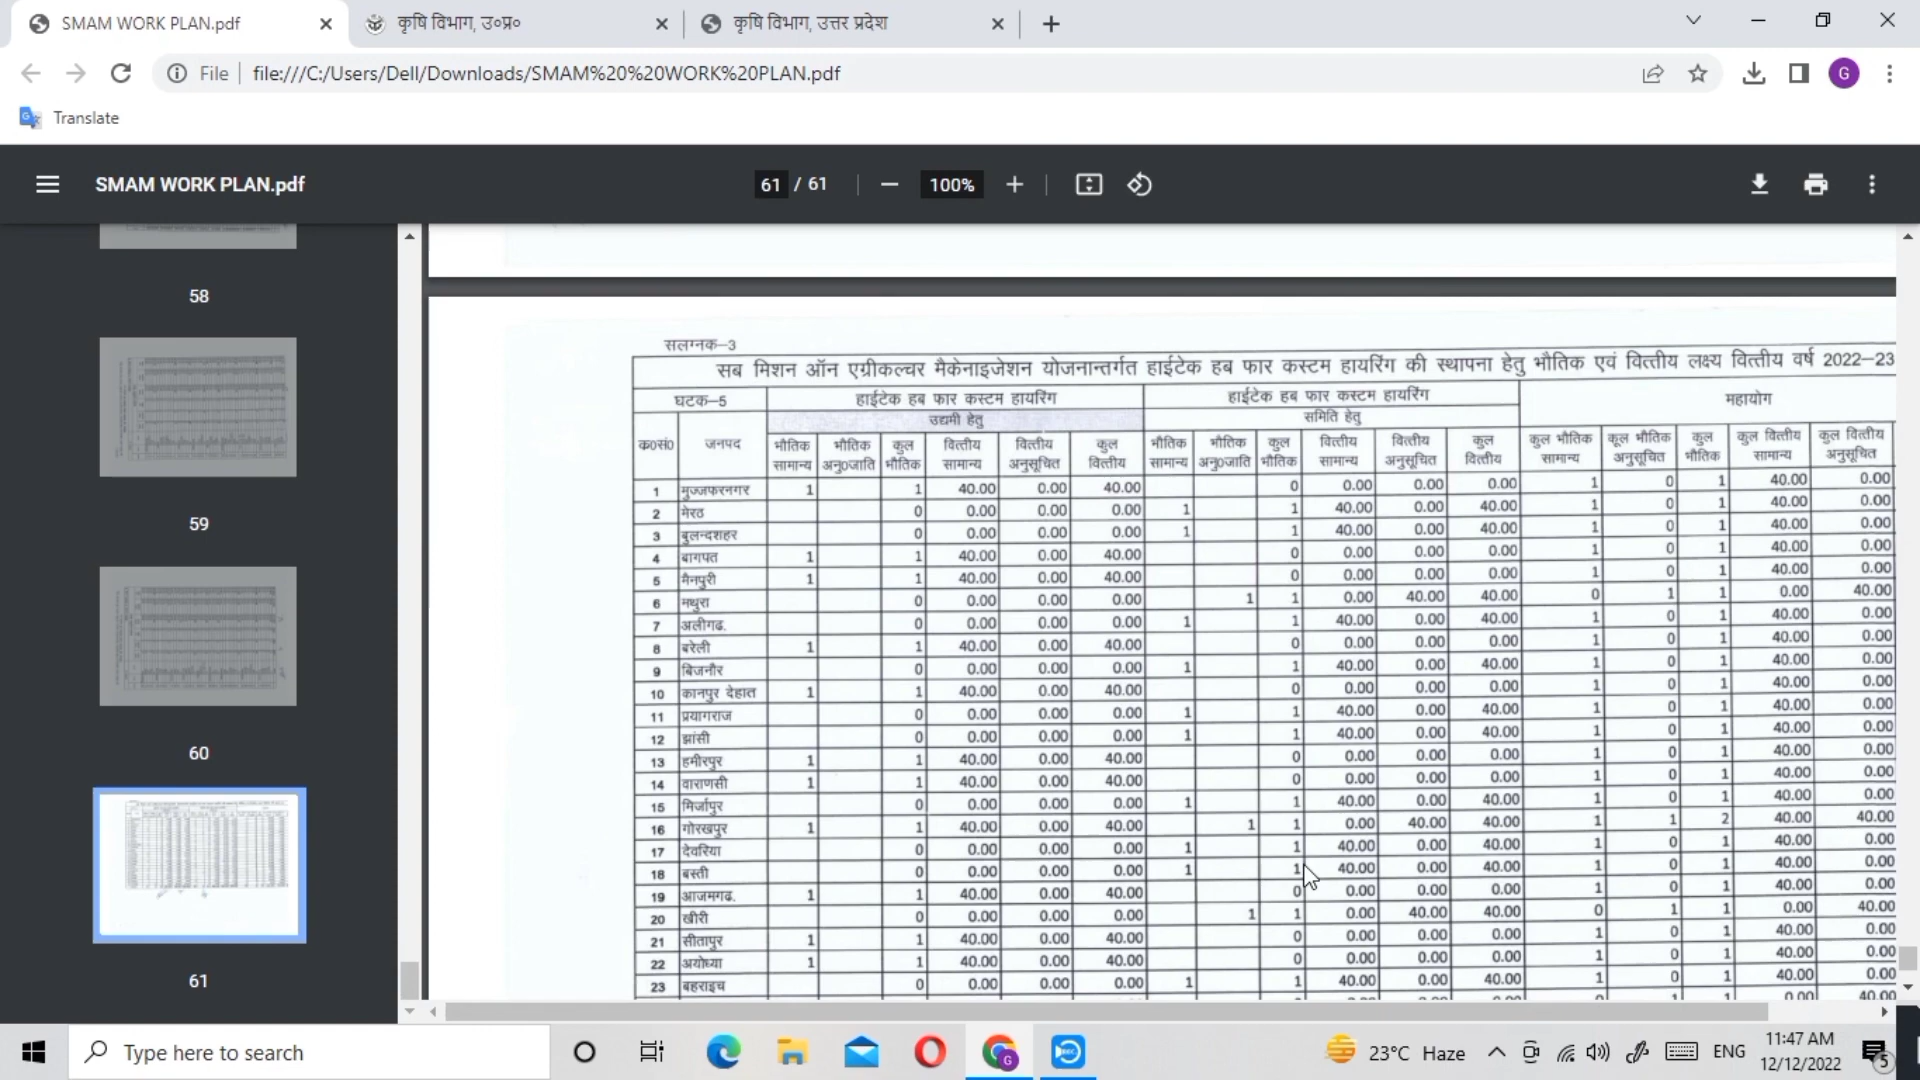 SMAM WORK PLAN.pdf
कृषि विभाग, उ०प्र०
कृषि विभाग, उत्तर प्रदेश
File
file:///C:/Users/Dell/Downloads/SMAM%20%20WORK%20PLAN.pdf
G
Translate
SMAM WORK PLAN.pdf
61 / 61
100%
58
59
60
61
सलग्नक–3
सब मिशन ऑन एग्रीकल्चर मैकेनाइजेशन योजनान्तर्गत हाईटेक हब फार कस्टम हायरिंग की स्थापना हेतु भौतिक एवं वित्तीय लक्ष्य वित्तीय वर्ष 2022–23
घटक–5 हाईटेक हब फार कस्टम हायरिंग हाईटेक हब फार कस्टम हायरिंग महायोग
उद्यमी हेतु समिति हेतु
क०सं० जनपद भौतिक सामान्य भौतिक अनु०जाति कुल भौतिक वित्तीय सामान्य वित्तीय अनुसूचित कुल वित्तीय भौतिक सामान्य भौतिक अनु०जाति कुल भौतिक वित्तीय सामान्य वित्तीय अनुसूचित कुल वित्तीय कुल भौतिक सामान्य कूल भौतिक अनुसूचित कुल भौतिक कुल वित्तीय सामान्य कुल वित्तीय अनुसूचित
1 मुज्जफरनगर 1 1 40.00 0.00 40.00 0 0.00 0.00 0.00 1 0 1 40.00 0.00
2 मेरठ 0 0.00 0.00 0.00 1 1 40.00 0.00 40.00 1 0 1 40.00 0.00
3 बुलन्दशहर 0 0.00 0.00 0.00 1 1 40.00 0.00 40.00 1 0 1 40.00 0.00
4 बागपत 1 1 40.00 0.00 40.00 0 0.00 0.00 0.00 1 0 1 40.00 0.00
5 मैनपुरी 1 1 40.00 0.00 40.00 0 0.00 0.00 0.00 1 0 1 40.00 0.00
6 मथुरा 0 0.00 0.00 0.00 1 1 0.00 40.00 40.00 0 1 1 0.00 40.00
7 अलीगढ. 0 0.00 0.00 0.00 1 1 40.00 0.00 40.00 1 0 1 40.00 0.00
8 बरेली 1 1 40.00 0.00 40.00 0 0.00 0.00 0.00 1 0 1 40.00 0.00
9 बिजनौर 0 0.00 0.00 0.00 1 1 40.00 0.00 40.00 1 0 1 40.00 0.00
10 कानपुर देहात 1 1 40.00 0.00 40.00 0 0.00 0.00 0.00 1 0 1 40.00 0.00
11 प्रयागराज 0 0.00 0.00 0.00 1 1 40.00 0.00 40.00 1 0 1 40.00 0.00
12 झांसी 0 0.00 0.00 0.00 1 1 40.00 0.00 40.00 1 0 1 40.00 0.00
13 हमीरपुर 1 1 40.00 0.00 40.00 0 0.00 0.00 0.00 1 0 1 40.00 0.00
14 वाराणसी 1 1 40.00 0.00 40.00 0 0.00 0.00 0.00 1 0 1 40.00 0.00
15 मिर्जापुर 0 0.00 0.00 0.00 1 1 40.00 0.00 40.00 1 0 1 40.00 0.00
16 गोरखपुर 1 1 40.00 0.00 40.00 1 1 0.00 40.00 40.00 1 1 2 40.00 40.00
17 देवरिया 0 0.00 0.00 0.00 1 1 40.00 0.00 40.00 1 0 1 40.00 0.00
18 बस्ती 0 0.00 0.00 0.00 1 1 40.00 0.00 40.00 1 0 1 40.00 0.00
19 आजमगढ. 1 1 40.00 0.00 40.00 0 0.00 0.00 0.00 1 0 1 40.00 0.00
20 खीरी 0 0.00 0.00 0.00 1 1 0.00 40.00 40.00 0 1 1 0.00 40.00
21 सीतापुर 1 1 40.00 0.00 40.00 0 0.00 0.00 0.00 1 0 1 40.00 0.00
22 अयोध्या 1 1 40.00 0.00 40.00 0 0.00 0.00 0.00 1 0 1 40.00 0.00
23 बहराइच 0 0.00 0.00 0.00 1 1 40.00 0.00 40.00 1 0 1 40.00 0.00
Type here to search
23°C Haze
ENG
11:47 AM
12/12/2022
5